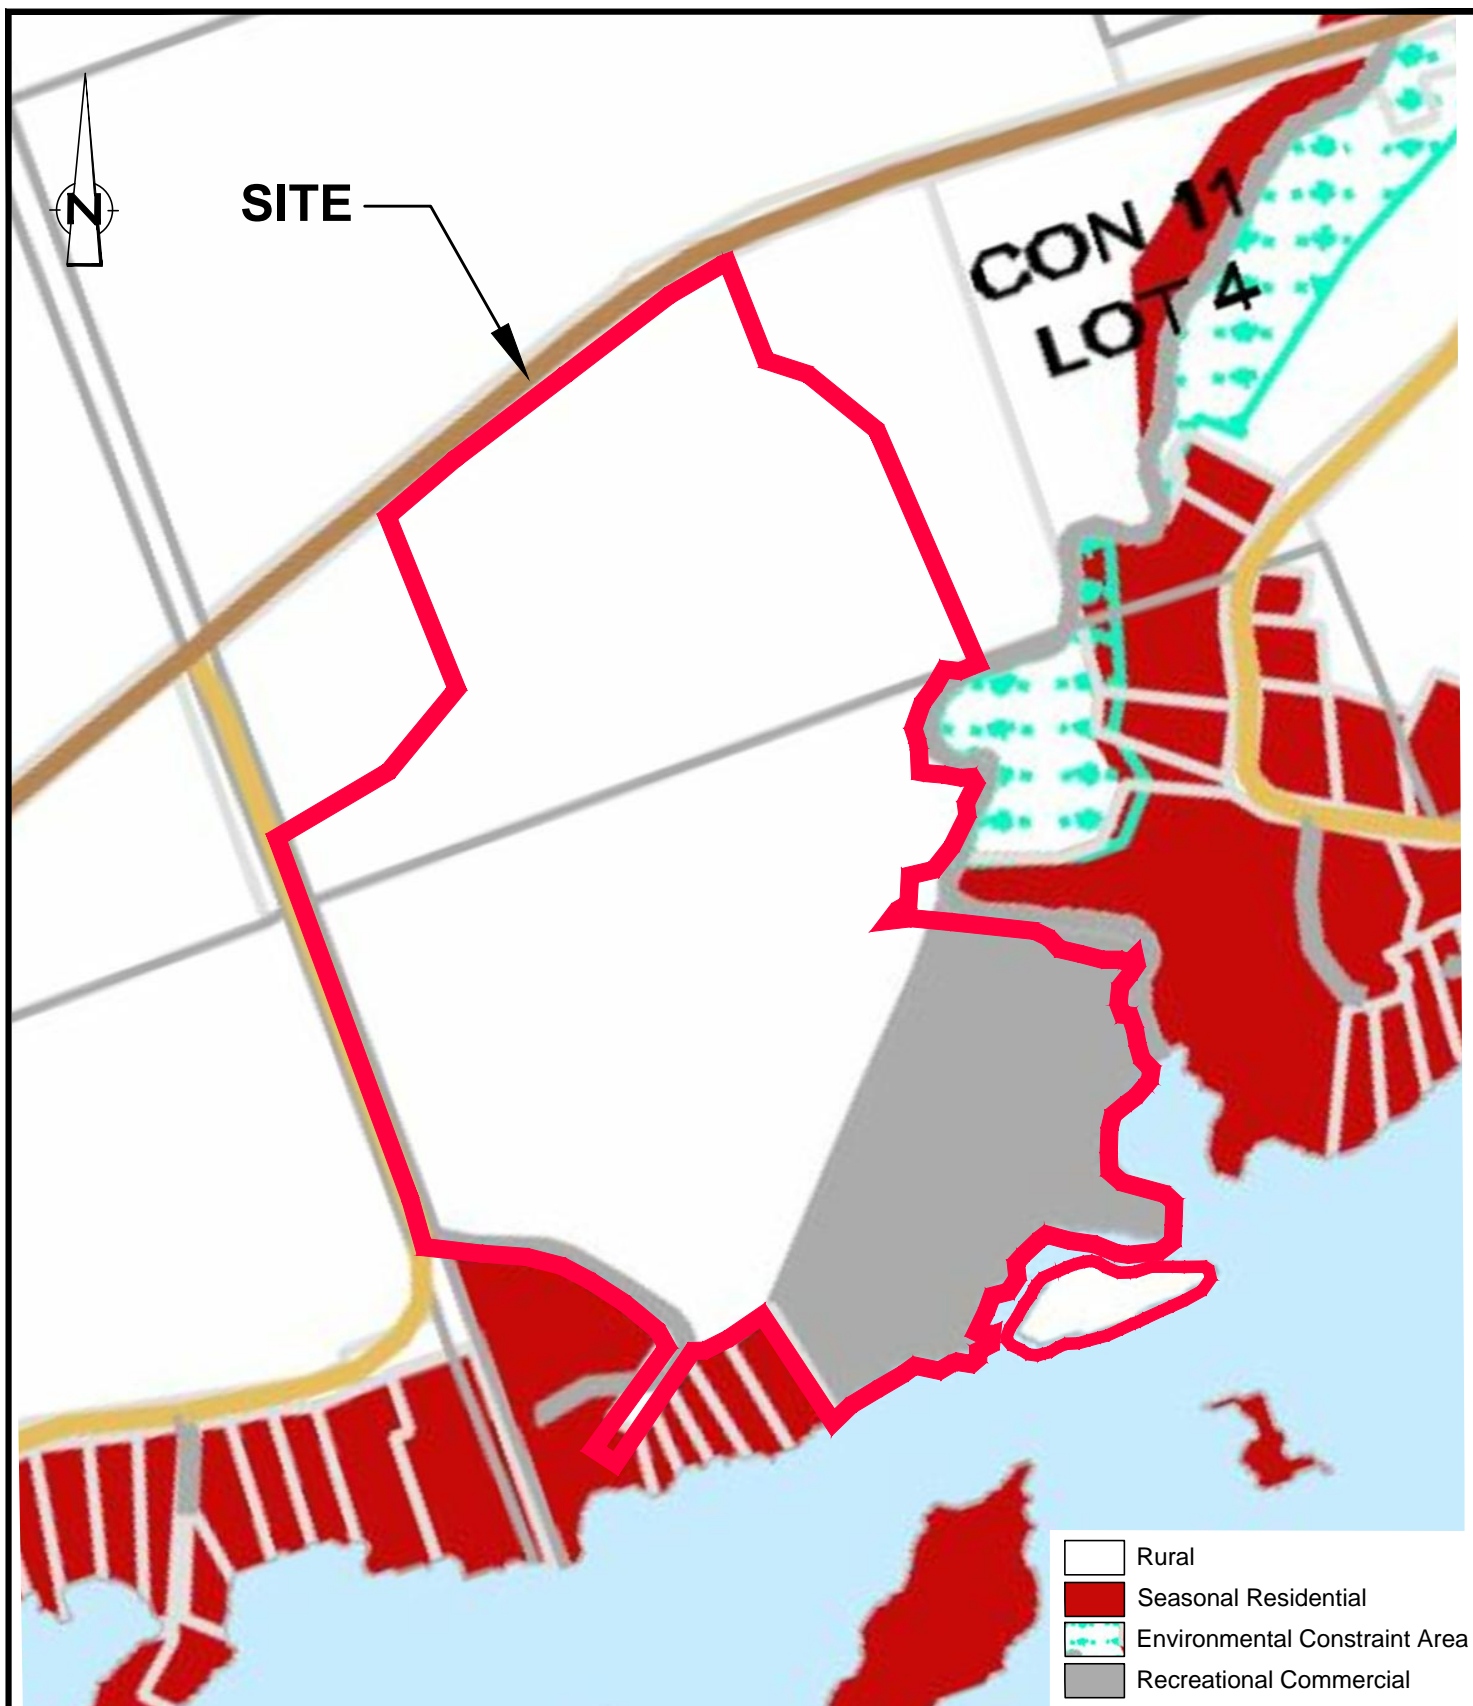 N
SITE
CON 11
LOT 4
Rural
Seasonal Residential
Environmental Constraint Area
Recreational Commercial